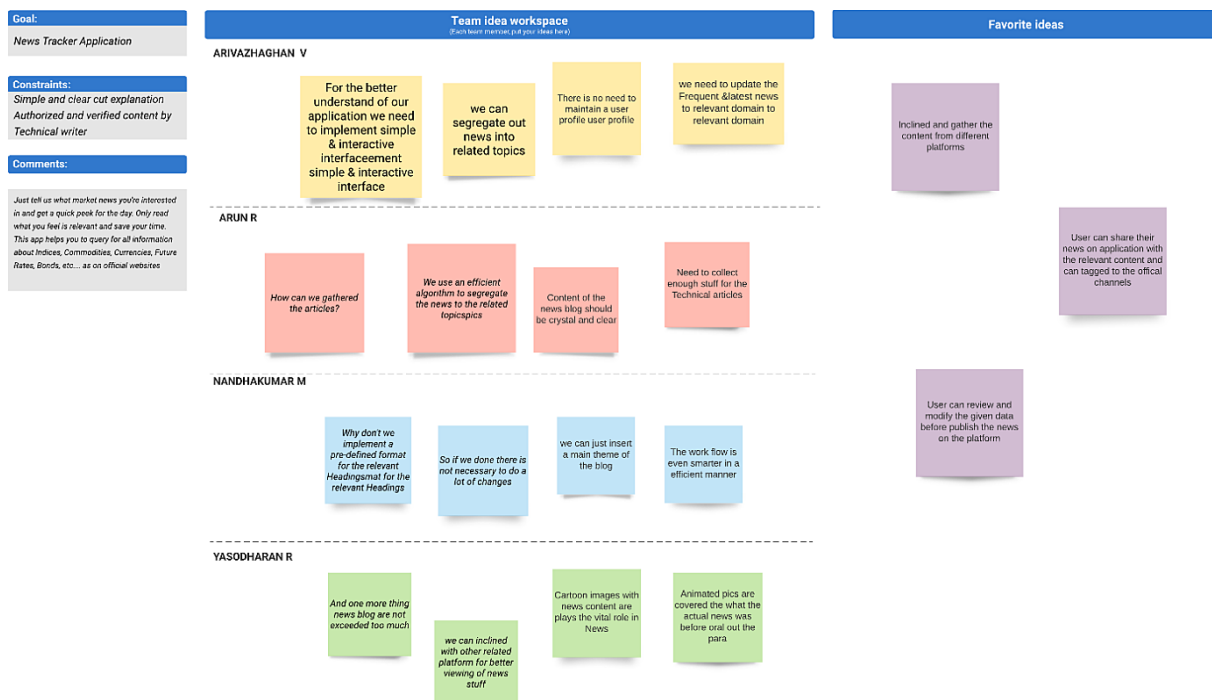 Goal:
News Tracker Application
Constraints:
Simple and clear cut explanation
Authorized and verified content by
Technical writer
Comments:
Just tell us what market news you're interested
in and get a quick peek for the day. Only read
what you feel is relevant and save your time.
This app helps you to query for all information
about Indices, Commodities, Currencies, Future
Rates, Bonds, etc... as on official websites
Team idea workspace
(Each team member, put your ideas here)
ARIVAZHAGHAN V
For the better
understand of our
application we need
to implement simple
& interactive
interfaceement
simple & interactive
interface
we can
segregate out
news into
related topics
There is no need to
maintain a user
profile user profile
we need to update the
Frequent &latest news
to relevant domain to
relevant domain
ARUN R
How can we gathered
the articles?
We use an efficient
algorithm to segregate
the news to the related
topicspics
Content of the
news blog should
be crystal and clear
Need to collect
enough stuff for the
Technical articles
NANDHAKUMAR M
Why don't we
implement a
pre-defined format
for the relevant
Headingsmat for the
relevant Headings
So if we done there is
not necessary to do a
lot of changes
we can just insert
a main theme of
the blog
The work flow is
even smarter in a
efficient manner
YASODHARAN R
And one more thing
news blog are not
exceeded too much
we can inclined
with other related
platform for better
viewing of news
stuff
Cartoon images with
news content are
plays the vital role in
News
Animated pics are
covered the what the
actual news was
before oral out the
para
Favorite ideas
Inclined and gather the
content from different
platforms
User can share their
news on application with
the relevant content and
can tagged to the offical
channels
User can review and
modify the given data
before publish the news
on the platform